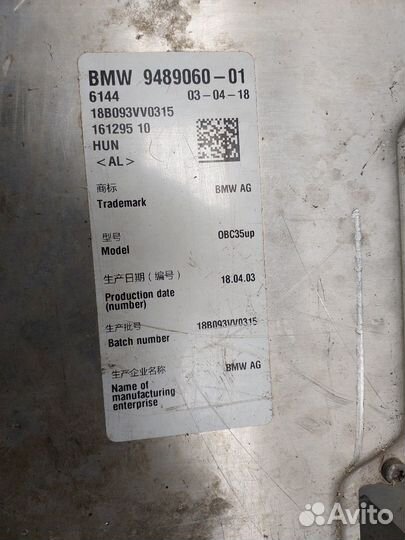 BMW 9489060-01
6144 03-04-18
18B093VV0315
161295 10
HUN
<AL>
商标 BMW AG
Trademark
型号 OBC35up
Model
生产日期（编号） 18.04.03
Production date
(number)
生产批号 18B093VV0315
Batch number
生产企业名称 BMW AG
Name of
manufacturing
enterprise
Avito